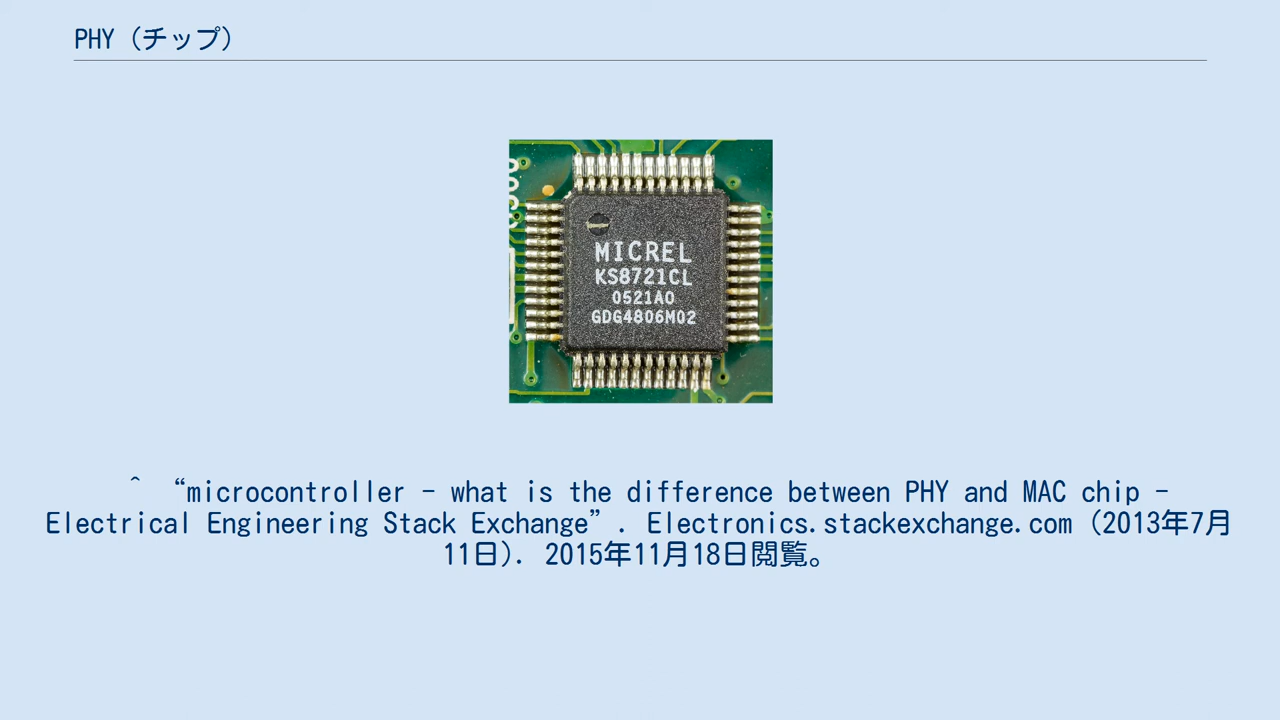 PHY（チップ）
MICREL
KS8721CL
0521A0
GDG4806M02
^ “microcontroller - what is the difference between PHY and MAC chip -
Electrical Engineering Stack Exchange”. Electronics.stackexchange.com (2013年7月
11日). 2015年11月18日閲覧。